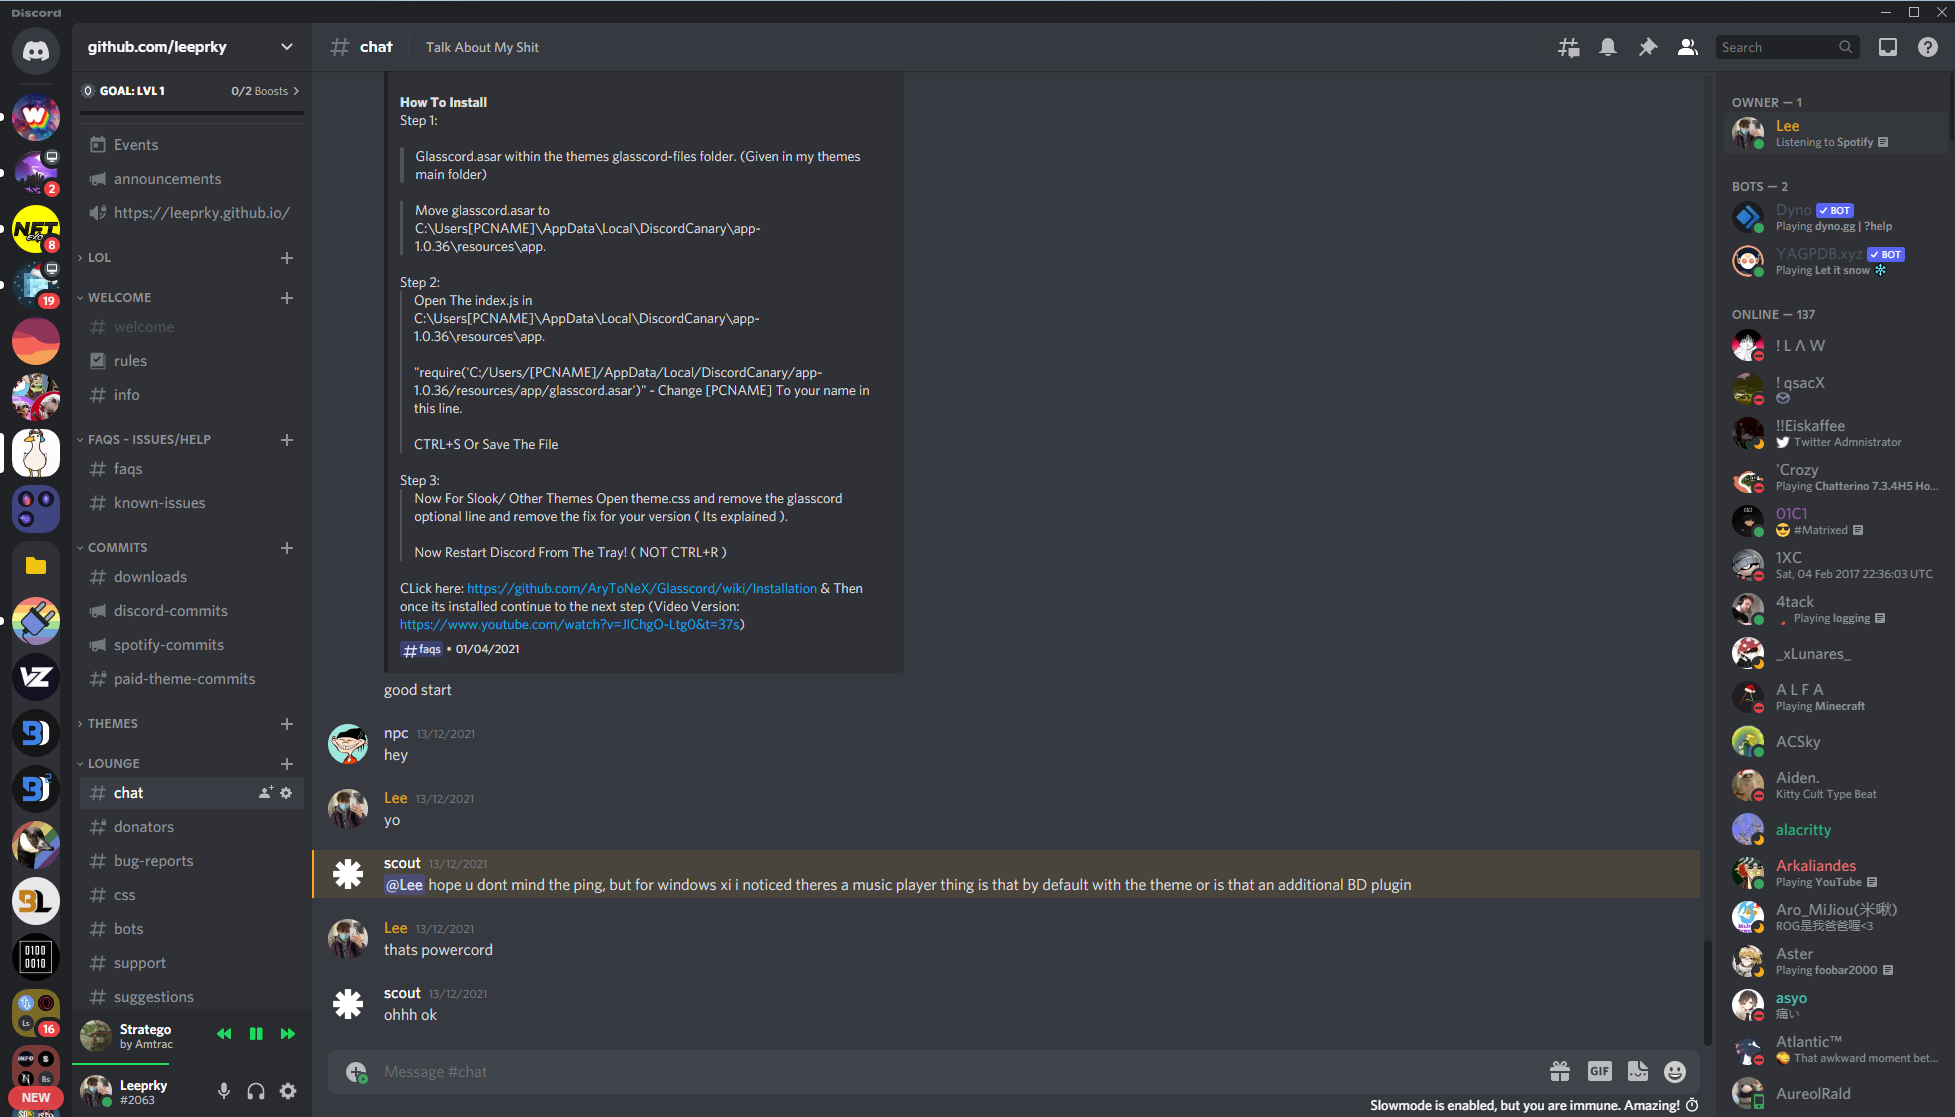 Discord
github.com/leeprky
GOAL: LVL 1
0/2 Boosts
Events
announcements
https://leeprky.github.io/
LOL
WELCOME
welcome
rules
info
FAQS - ISSUES/HELP
faqs
known-issues
COMMITS
downloads
discord-commits
spotify-commits
paid-theme-commits
THEMES
LOUNGE
chat
donators
bug-reports
css
bots
support
suggestions
Stratego
by Amtrac
Leeprky
#2063
2
NFT
8
19
VZ
BL
0100
0010
Ls
16
INFO
S
N
Bs
NEW
chat
Talk About My Shit
Search
How To Install
Step 1:
Glasscord.asar within the themes glasscord-files folder. (Given in my themes
main folder)
Move glasscord.asar to
C:\Users[PCNAME]\AppData\Local\DiscordCanary\app-
1.0.36\resources\app.
Step 2:
Open The index.js in
C:\Users[PCNAME]\AppData\Local\DiscordCanary\app-
1.0.36\resources\app.
"require('C:/Users/[PCNAME]/AppData/Local/DiscordCanary/app-
1.0.36/resources/app/glasscord.asar')" - Change [PCNAME] To your name in
this line.
CTRL+S Or Save The File
Step 3:
Now For Slook/ Other Themes Open theme.css and remove the glasscord
optional line and remove the fix for your version ( Its explained ).
Now Restart Discord From The Tray! ( NOT CTRL+R )
CLick here: https://github.com/AryToNeX/Glasscord/wiki/Installation & Then
once its installed continue to the next step (Video Version:
https://www.youtube.com/watch?v=JlChgO-Ltg0&t=37s)
#faqs • 01/04/2021
good start
npc 13/12/2021
hey
Lee 13/12/2021
yo
scout 13/12/2021
@Lee hope u dont mind the ping, but for windows xi i noticed theres a music player thing is that by default with the theme or is that an additional BD plugin
Lee 13/12/2021
thats powercord
scout 13/12/2021
ohhh ok
Message #chat
GIF
Slowmode is enabled, but you are immune. Amazing!
OWNER — 1
Lee
Listening to Spotify
BOTS — 2
Dyno BOT
Playing dyno.gg | ?help
YAGPDB.xyz BOT
Playing Let it snow
ONLINE — 137
! L Λ W
! qsacX
!!Eiskaffee
Twitter Admnistrator
'Crozy
Playing Chatterino 7.3.4H5 Ho...
01C1
#Matrixed
1XC
Sat, 04 Feb 2017 22:36:03 UTC
4tack
Playing logging
_xLunares_
A L F A
Playing Minecraft
ACSky
Aiden.
Kitty Cult Type Beat
alacritty
Arkaliandes
Playing YouTube
Aro_MiJiou(米啾)
ROG是我爸爸喔<3
Aster
Playing foobar2000
asyo
痛い
Atlantic™
That awkward moment bet...
AureolRald